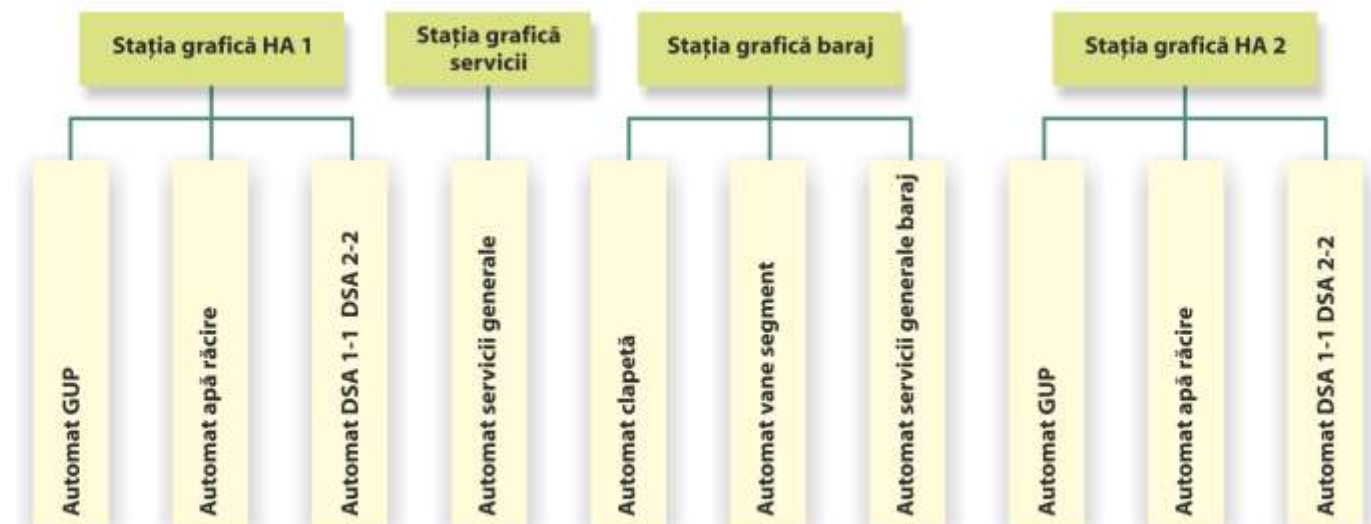 Stația grafică HA 1
Stația grafică
servicii
Stația grafică baraj
Stația grafică HA 2
Automat GUP
Automat apă răcire
Automat DSA 1-1 DSA 2-2
Automat servicii generale
Automat clapetă
Automat vane segment
Automat servicii generale baraj
Automat GUP
Automat apă răcire
Automat DSA 1-1 DSA 2-2